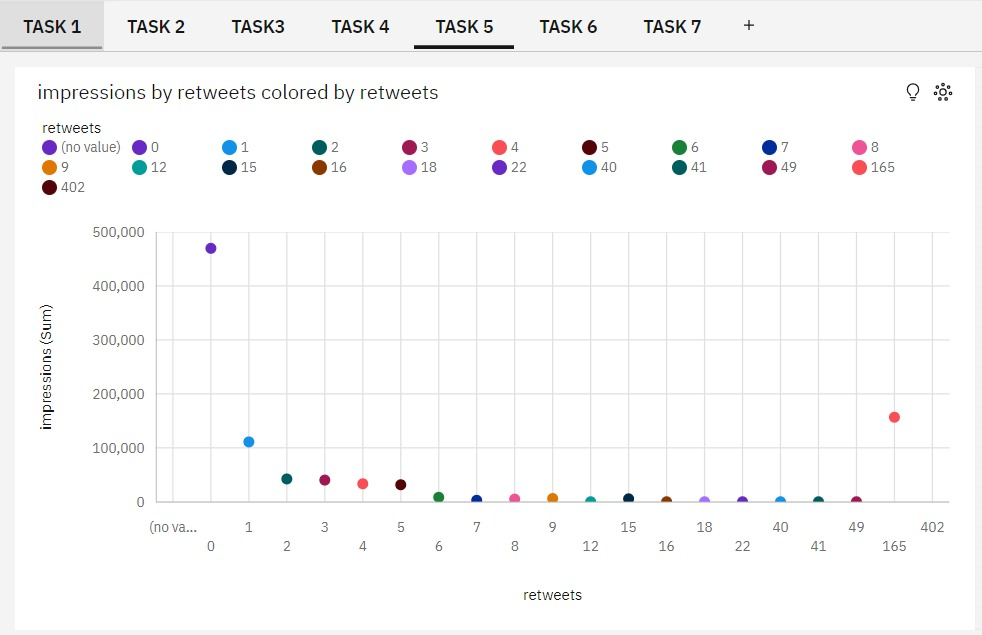 TASK 1 TASK 2 TASK3 TASK 4 TASK 5 TASK 6 TASK 7 +
impressions by retweets colored by retweets
retweets
(no value) 0 1 2 3 4 5 6 7 8
9 12 15 16 18 22 40 41 49 165
402
500,000
400,000
300,000
200,000
100,000
0
impressions (Sum)
(no va... 1 3 5 7 9 15 18 40 49 402
0 2 4 6 8 12 16 22 41 165
retweets